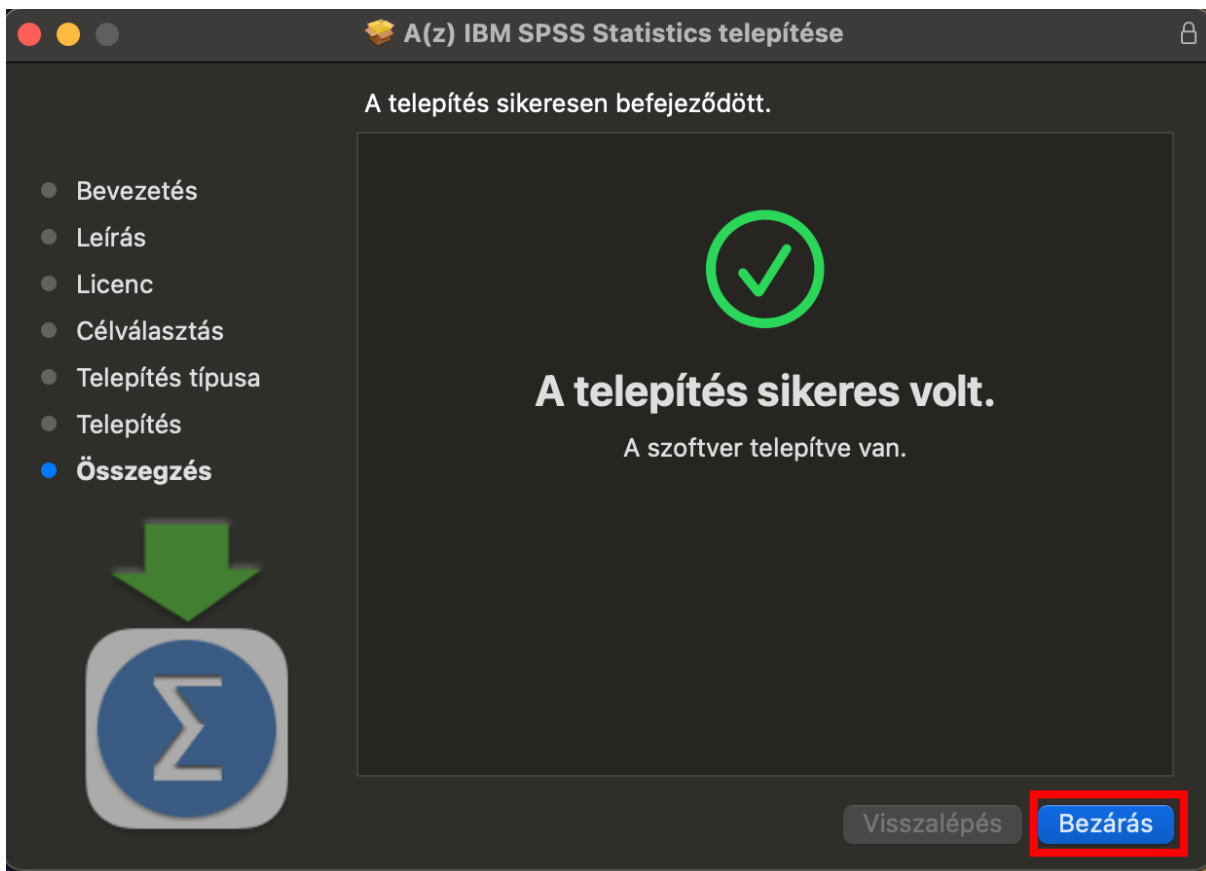 A(z) IBM SPSS Statistics telepítése
A telepítés sikeresen befejeződött.
Bevezetés
Leírás
Licenc
Célválasztás
Telepítés típusa
Telepítés
Összegzés
Σ
A telepítés sikeres volt.
A szoftver telepítve van.
Visszalépés
Bezárás